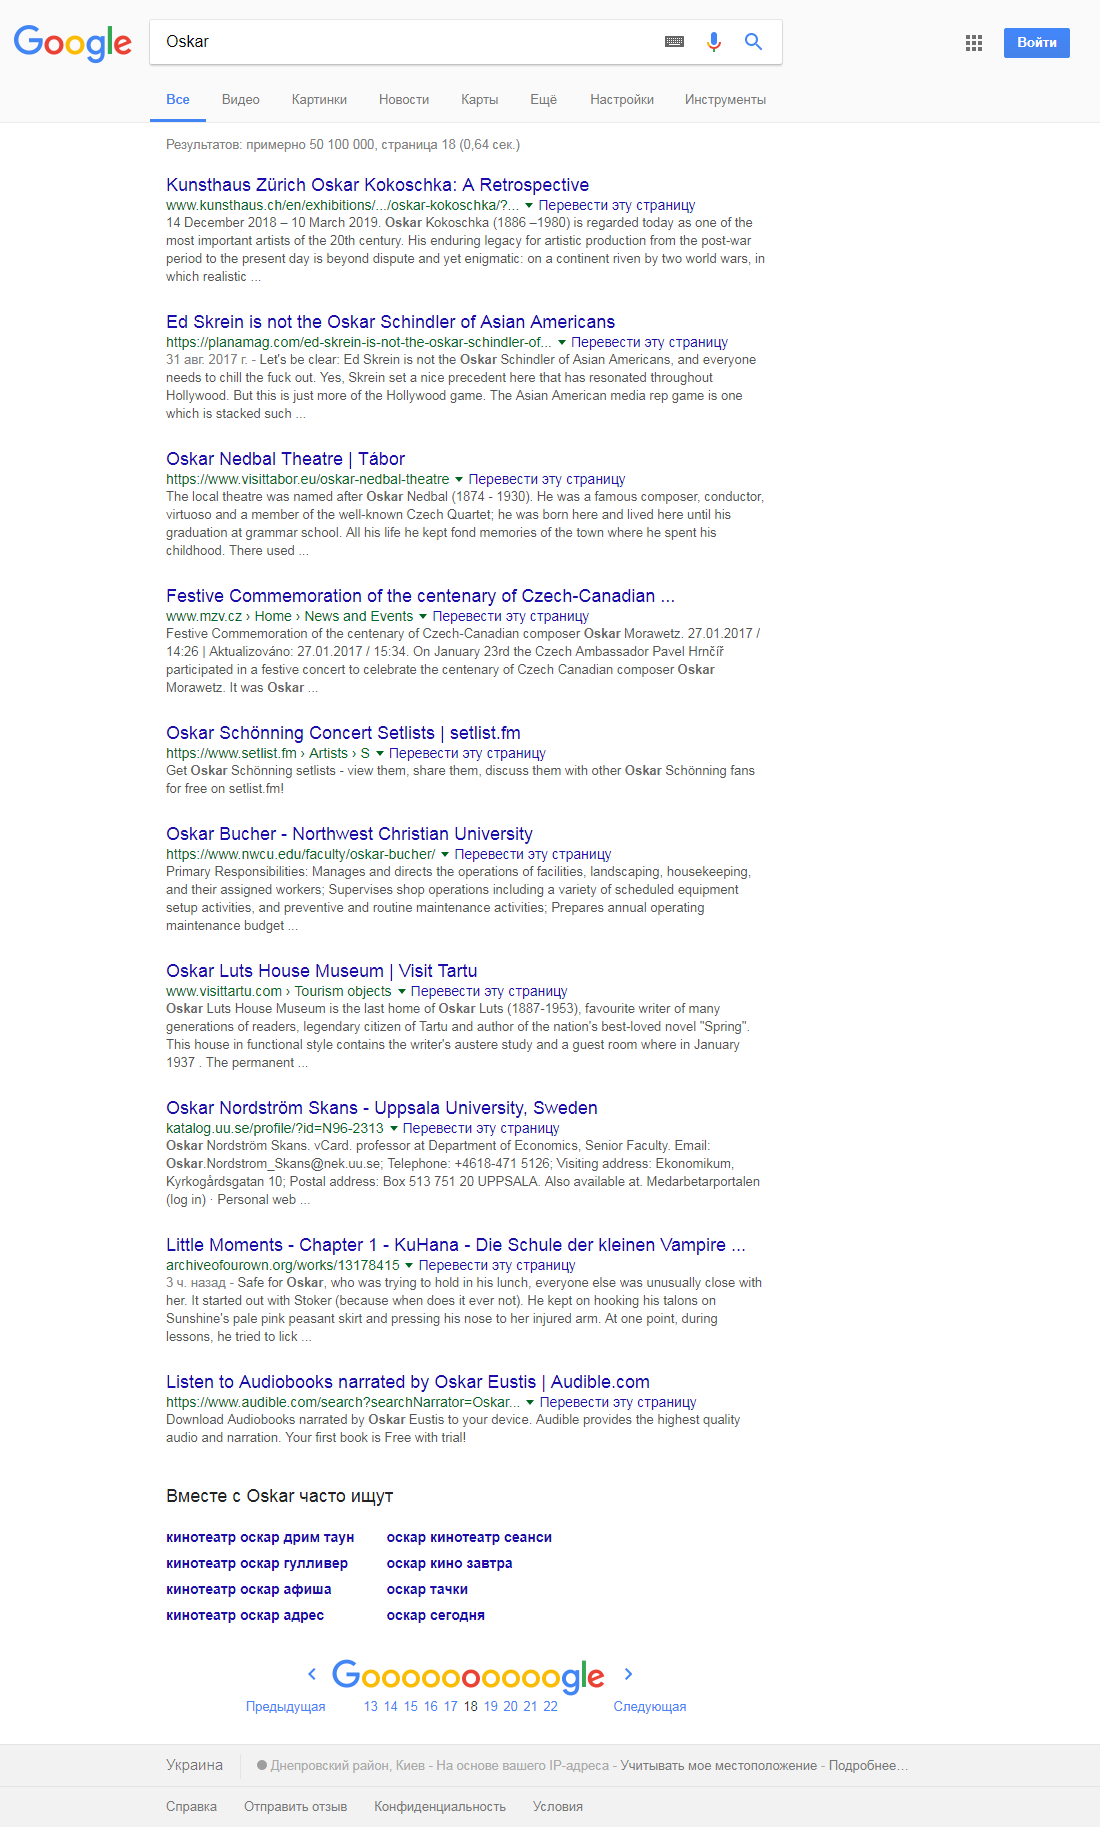 Google
Oskar
Войти
Все Видео Картинки Новости Карты Ещё Настройки Инструменты
Результатов: примерно 50 100 000, страница 18 (0,64 сек.)
Kunsthaus Zürich Oskar Kokoschka: A Retrospective
www.kunsthaus.ch/en/exhibitions/.../oskar-kokoschka/?... Перевести эту страницу
14 December 2018 – 10 March 2019. Oskar Kokoschka (1886 –1980) is regarded today as one of the
most important artists of the 20th century. His enduring legacy for artistic production from the post-war
period to the present day is beyond dispute and yet enigmatic: on a continent riven by two world wars, in
which realistic ...
Ed Skrein is not the Oskar Schindler of Asian Americans
https://planamag.com/ed-skrein-is-not-the-oskar-schindler-of... Перевести эту страницу
31 авг. 2017 г. - Let's be clear: Ed Skrein is not the Oskar Schindler of Asian Americans, and everyone
needs to chill the fuck out. Yes, Skrein set a nice precedent here that has resonated throughout
Hollywood. But this is just more of the Hollywood game. The Asian American media rep game is one
which is stacked such ...
Oskar Nedbal Theatre | Tábor
https://www.visittabor.eu/oskar-nedbal-theatre Перевести эту страницу
The local theatre was named after Oskar Nedbal (1874 - 1930). He was a famous composer, conductor,
virtuoso and a member of the well-known Czech Quartet; he was born here and lived here until his
graduation at grammar school. All his life he kept fond memories of the town where he spent his
childhood. There used ...
Festive Commemoration of the centenary of Czech-Canadian ...
www.mzv.cz › Home › News and Events Перевести эту страницу
Festive Commemoration of the centenary of Czech-Canadian composer Oskar Morawetz. 27.01.2017 /
14:26 | Aktualizováno: 27.01.2017 / 15:34. On January 23rd the Czech Ambassador Pavel Hrnčíř
participated in a festive concert to celebrate the centenary of Czech Canadian composer Oskar
Morawetz. It was Oskar ...
Oskar Schönning Concert Setlists | setlist.fm
https://www.setlist.fm › Artists › S Перевести эту страницу
Get Oskar Schönning setlists - view them, share them, discuss them with other Oskar Schönning fans
for free on setlist.fm!
Oskar Bucher - Northwest Christian University
https://www.nwcu.edu/faculty/oskar-bucher/ Перевести эту страницу
Primary Responsibilities: Manages and directs the operations of facilities, landscaping, housekeeping,
and their assigned workers; Supervises shop operations including a variety of scheduled equipment
setup activities, and preventive and routine maintenance activities; Prepares annual operating
maintenance budget ...
Oskar Luts House Museum | Visit Tartu
www.visittartu.com › Tourism objects Перевести эту страницу
Oskar Luts House Museum is the last home of Oskar Luts (1887-1953), favourite writer of many
generations of readers, legendary citizen of Tartu and author of the nation's best-loved novel "Spring".
This house in functional style contains the writer's austere study and a guest room where in January
1937 . The permanent ...
Oskar Nordström Skans - Uppsala University, Sweden
katalog.uu.se/profile/?id=N96-2313 Перевести эту страницу
Oskar Nordström Skans. vCard. professor at Department of Economics, Senior Faculty. Email:
Oskar.Nordstrom_Skans@nek.uu.se; Telephone: +4618-471 5126; Visiting address: Ekonomikum,
Kyrkogårdsgatan 10; Postal address: Box 513 751 20 UPPSALA. Also available at. Medarbetarportalen
(log in) · Personal web ...
Little Moments - Chapter 1 - KuHana - Die Schule der kleinen Vampire ...
archiveofourown.org/works/13178415 Перевести эту страницу
3 ч. назад - Safe for Oskar, who was trying to hold in his lunch, everyone else was unusually close with
her. It started out with Stoker (because when does it ever not). He kept on hooking his talons on
Sunshine's pale pink peasant skirt and pressing his nose to her injured arm. At one point, during
lessons, he tried to lick ...
Listen to Audiobooks narrated by Oskar Eustis | Audible.com
https://www.audible.com/search?searchNarrator=Oskar... Перевести эту страницу
Download Audiobooks narrated by Oskar Eustis to your device. Audible provides the highest quality
audio and narration. Your first book is Free with trial!
Вместе с Oskar часто ищут
кинотеатр оскар дрим таун оскар кинотеатр сеанси
кинотеатр оскар гулливер оскар кино завтра
кинотеатр оскар афиша оскар тачки
кинотеатр оскар адрес оскар сегодня
Goooooooooogle
Предыдущая 13 14 15 16 17 18 19 20 21 22 Следующая
Украина Днепровский район, Киев - На основе вашего IP-адреса - Учитывать мое местоположение - Подробнее…
Справка Отправить отзыв Конфиденциальность Условия